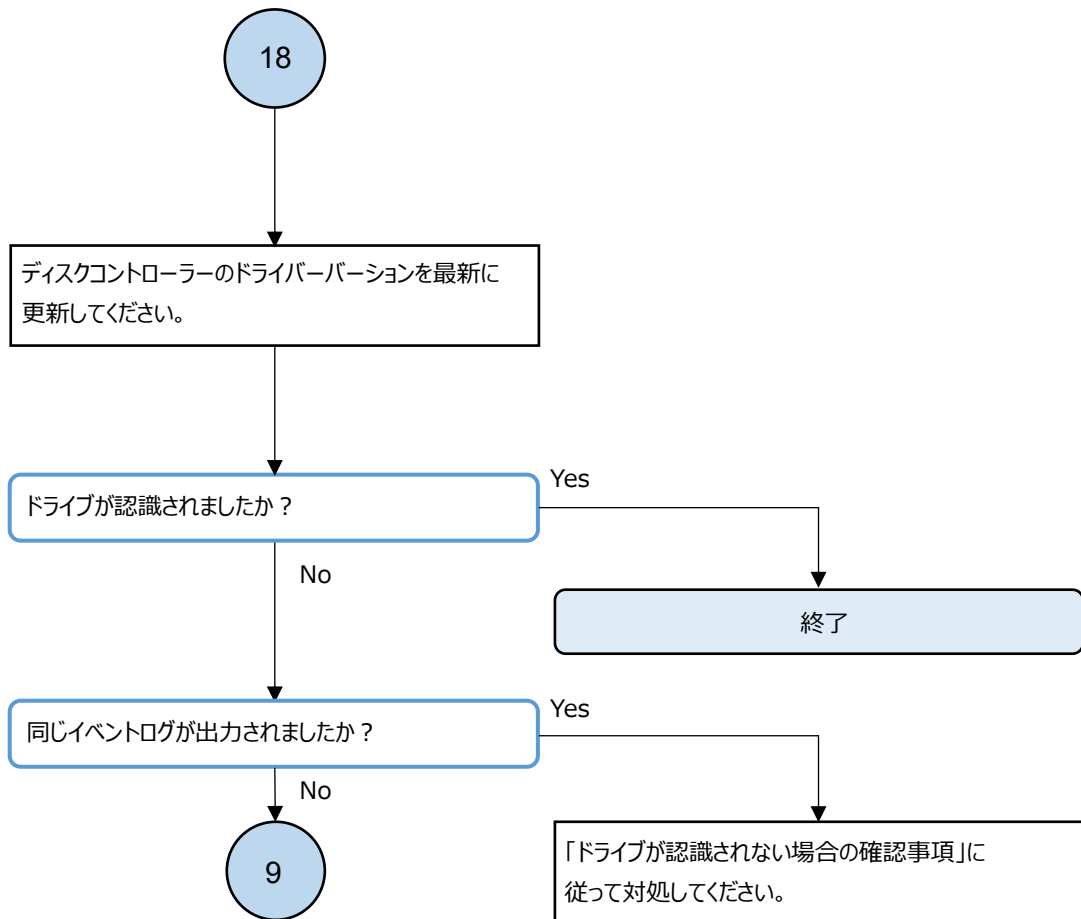 18
ディスクコントローラーのドライバーバージョンを最新に
更新してください。
ドライブが認識されましたか？
Yes
No
終了
同じイベントログが出力されましたか？
Yes
No
9
「ドライブが認識されない場合の確認事項」に
従って対処してください。